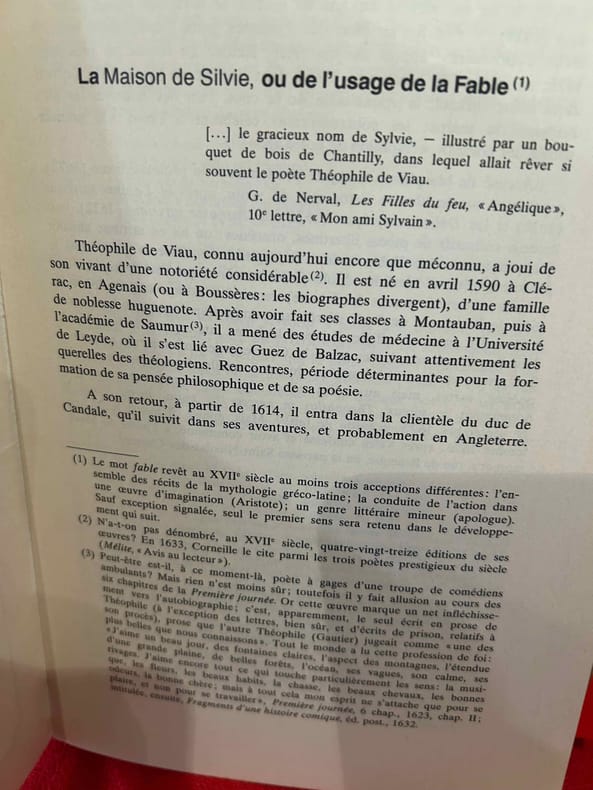 La Maison de Silvie, ou de l'usage de la Fable (1)
[…] le gracieux nom de Sylvie, — illustré par un bou-
quet de bois de Chantilly, dans lequel allait rêver si
souvent le poète Théophile de Viau.
G. de Nerval, Les Filles du feu, « Angélique »,
10e lettre, « Mon ami Sylvain ».
Théophile de Viau, connu aujourd'hui encore que méconnu, a joui de
son vivant d'une notoriété considérable (2). Il est né en avril 1590 à Clé-
rac, en Agenais (ou à Boussères: les biographes divergent), d'une famille
de noblesse huguenote. Après avoir fait ses classes à Montauban, puis à
l'académie de Saumur (3), il a mené des études de médecine à l'Université
de Leyde, où il s'est lié avec Guez de Balzac, suivant attentivement les
querelles des théologiens. Rencontres, période déterminantes pour la for-
mation de sa pensée philosophique et de sa poésie.
A son retour, à partir de 1614, il entra dans la clientèle du duc de
Candale, qu'il suivit dans ses aventures, et probablement en Angleterre.
(1) Le mot fable revêt au XVIIe siècle au moins trois acceptions différentes: l'en-
semble des récits de la mythologie gréco-latine; la conduite de l'action dans
une œuvre d'imagination (Aristote); un genre littéraire mineur (apologue).
Sauf exception signalée, seul le premier sens sera retenu dans le développe-
ment qui suit.
(2) N'a-t-on pas dénombré, au XVIIe siècle, quatre-vingt-treize éditions de ses
œuvres? En 1633, Corneille le cite parmi les trois poètes prestigieux du siècle
(Mélite, « Avis au lecteur »).
(3) Peut-être est-il, à ce moment-là, poète à gages d'une troupe de comédiens
ambulants? Mais rien n'est moins sûr; toutefois il y fait allusion au cours des
six chapitres de la Première journée. Or cette œuvre marque un net infléchisse-
ment vers l'autobiographie: c'est, apparemment, le seul écrit en prose de
Théophile (à l'exception des lettres, bien sûr, et d'écrits de prison, relatifs à
son procès), prose que l'autre Théophile (Gautier) jugeait comme « une des
plus belles que nous connaissons ». Tout le monde a lu cette profession de foi:
« J'aime un beau jour, des fontaines claires, l'aspect des montagnes, l'étendue
d'une grande plaine, de belles forêts, l'océan, ses vagues, son calme, ses
rivages. J'aime encore tout ce qui touche particulièrement les sens: la musi-
que, les fleurs, les beaux habits, la chasse, les beaux chevaux, les bonnes
odeurs, la bonne chère; mais à tout cela mon esprit ne s'attache que pour se
plaire, et non pour se travailler », Première journée, 6 chap., 1623, chap. II;
intitulée, ensuite, Fragments d'une histoire comique, éd. post., 1632.